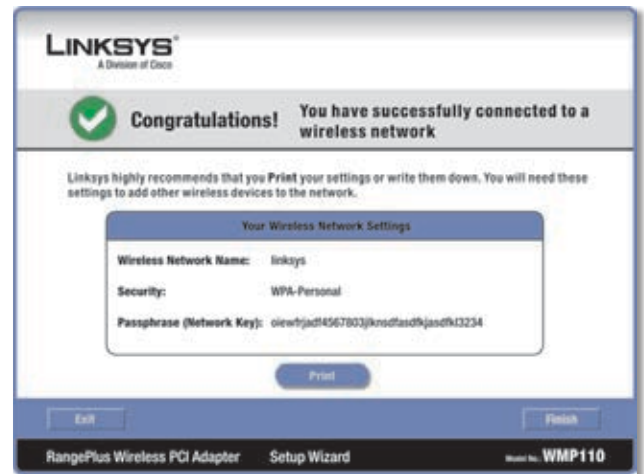 LINKSYS®
A Division of Cisco
Congratulations! You have successfully connected to a
wireless network
Linksys highly recommends that you Print your settings or write them down. You will need these
settings to add other wireless devices to the network.
Your Wireless Network Settings
Wireless Network Name: linksys
Security: WPA-Personal
Passphrase (Network Key):
Print
Exit Finish
RangePlus Wireless PCI Adapter Setup Wizard Model No. WMP110